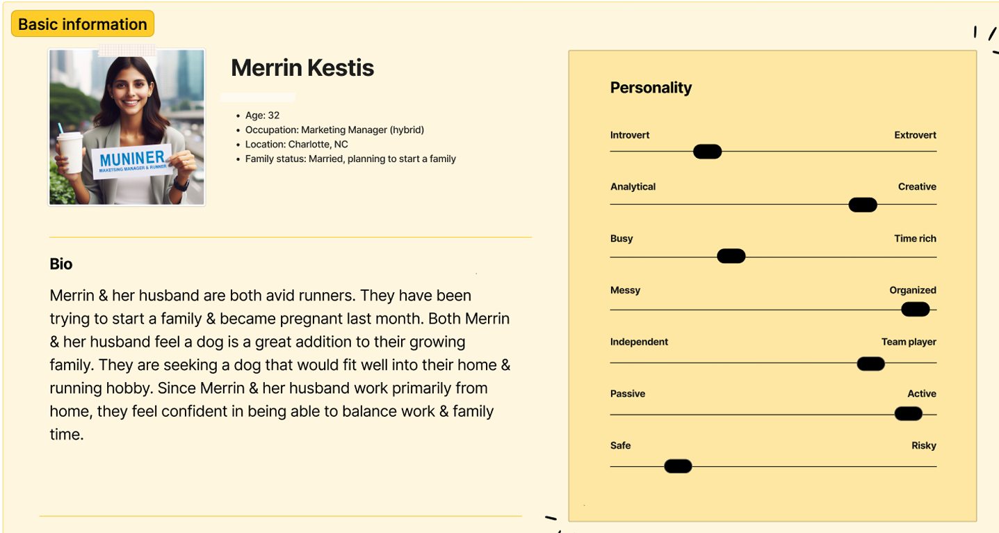 Basic information
MUNINER
MAKETSING MANAGER & RUNNER
Merrin Kestis
• Age: 32
• Occupation: Marketing Manager (hybrid)
• Location: Charlotte, NC
• Family status: Married, planning to start a family
Bio
Merrin & her husband are both avid runners. They have been
trying to start a family & became pregnant last month. Both Merrin
& her husband feel a dog is a great addition to their growing
family. They are seeking a dog that would fit well into their home &
running hobby. Since Merrin & her husband work primarily from
home, they feel confident in being able to balance work & family
time.
Personality
Introvert Extrovert
Analytical Creative
Busy Time rich
Messy Organized
Independent Team player
Passive Active
Safe Risky